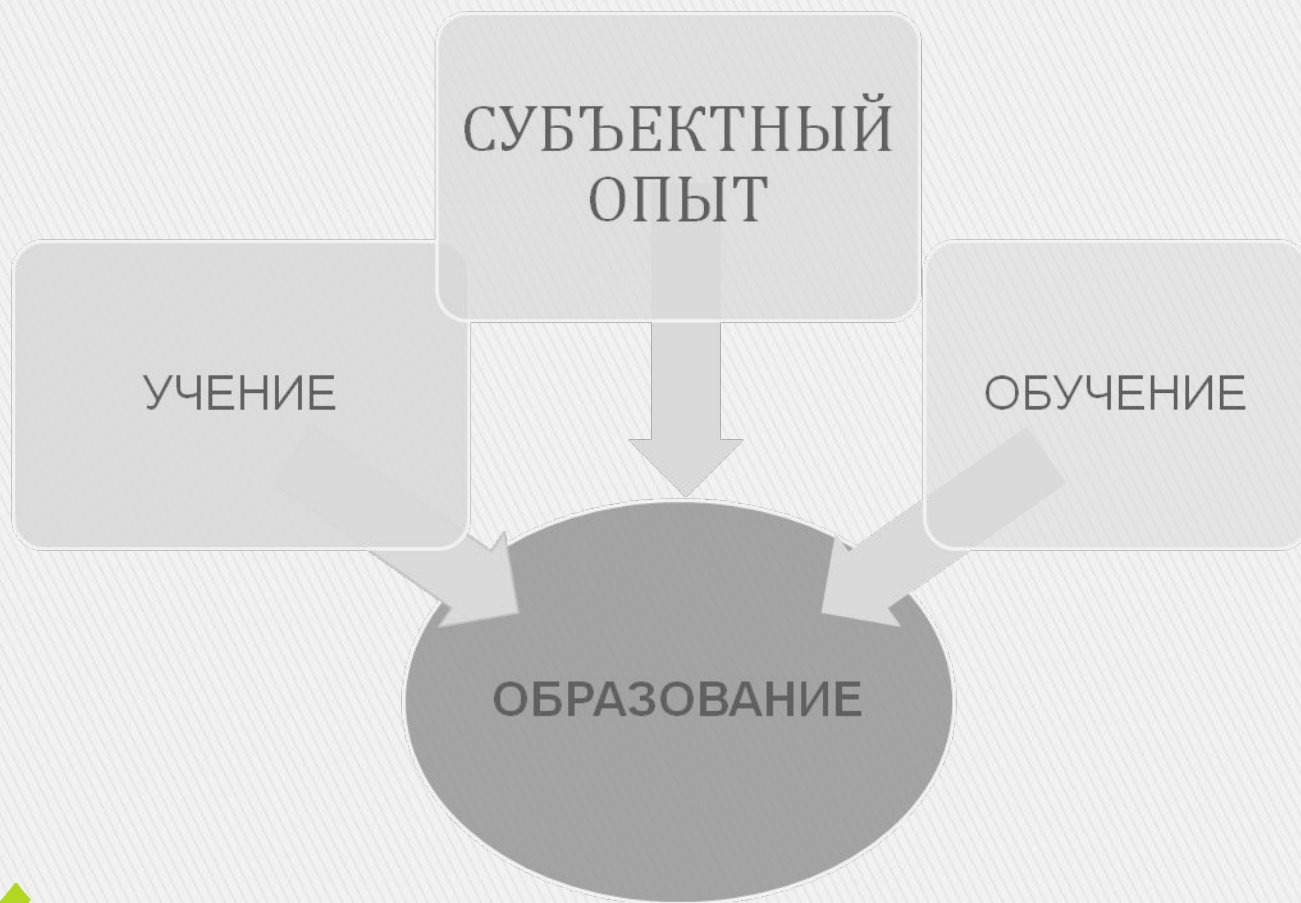 СУБЪЕКТНЫЙ
ОПЫТ
УЧЕНИЕ
ОБУЧЕНИЕ
ОБРАЗОВАНИЕ